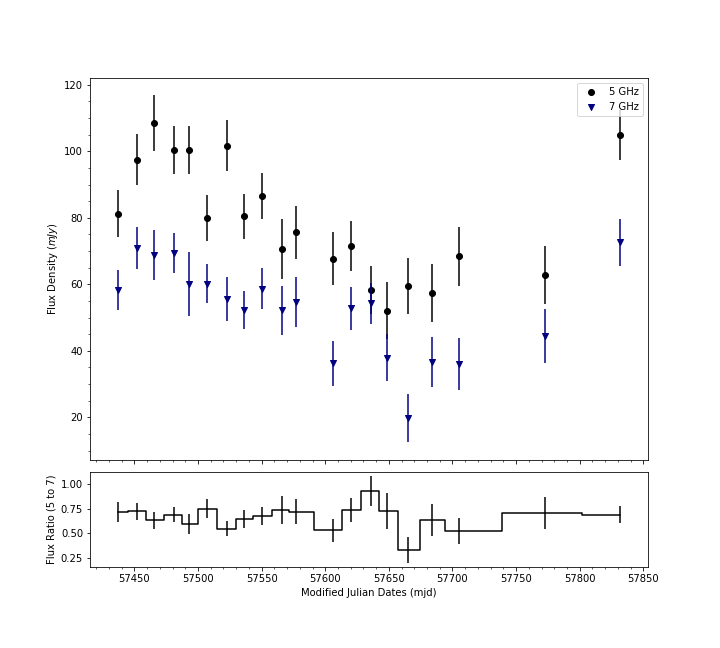 120
100
80
60
40
20
Flux Density (mJy)
5 GHz
7 GHz
1.00
0.75
0.50
0.25
Flux Ratio (5 to 7)
57450 57500 57550 57600 57650 57700 57750 57800 57850
Modified Julian Dates (mjd)